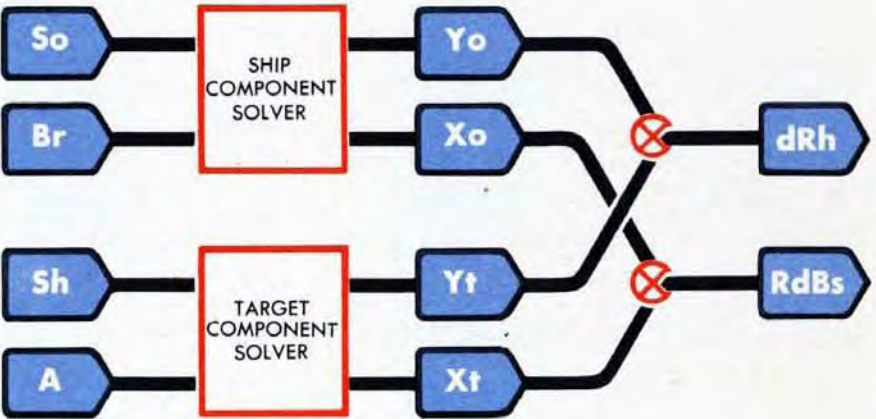 So
Br
SHIP
COMPONENT
SOLVER
Yo
Xo
dRh
Sh
A
TARGET
COMPONENT
SOLVER
Yt
Xt
RdBs